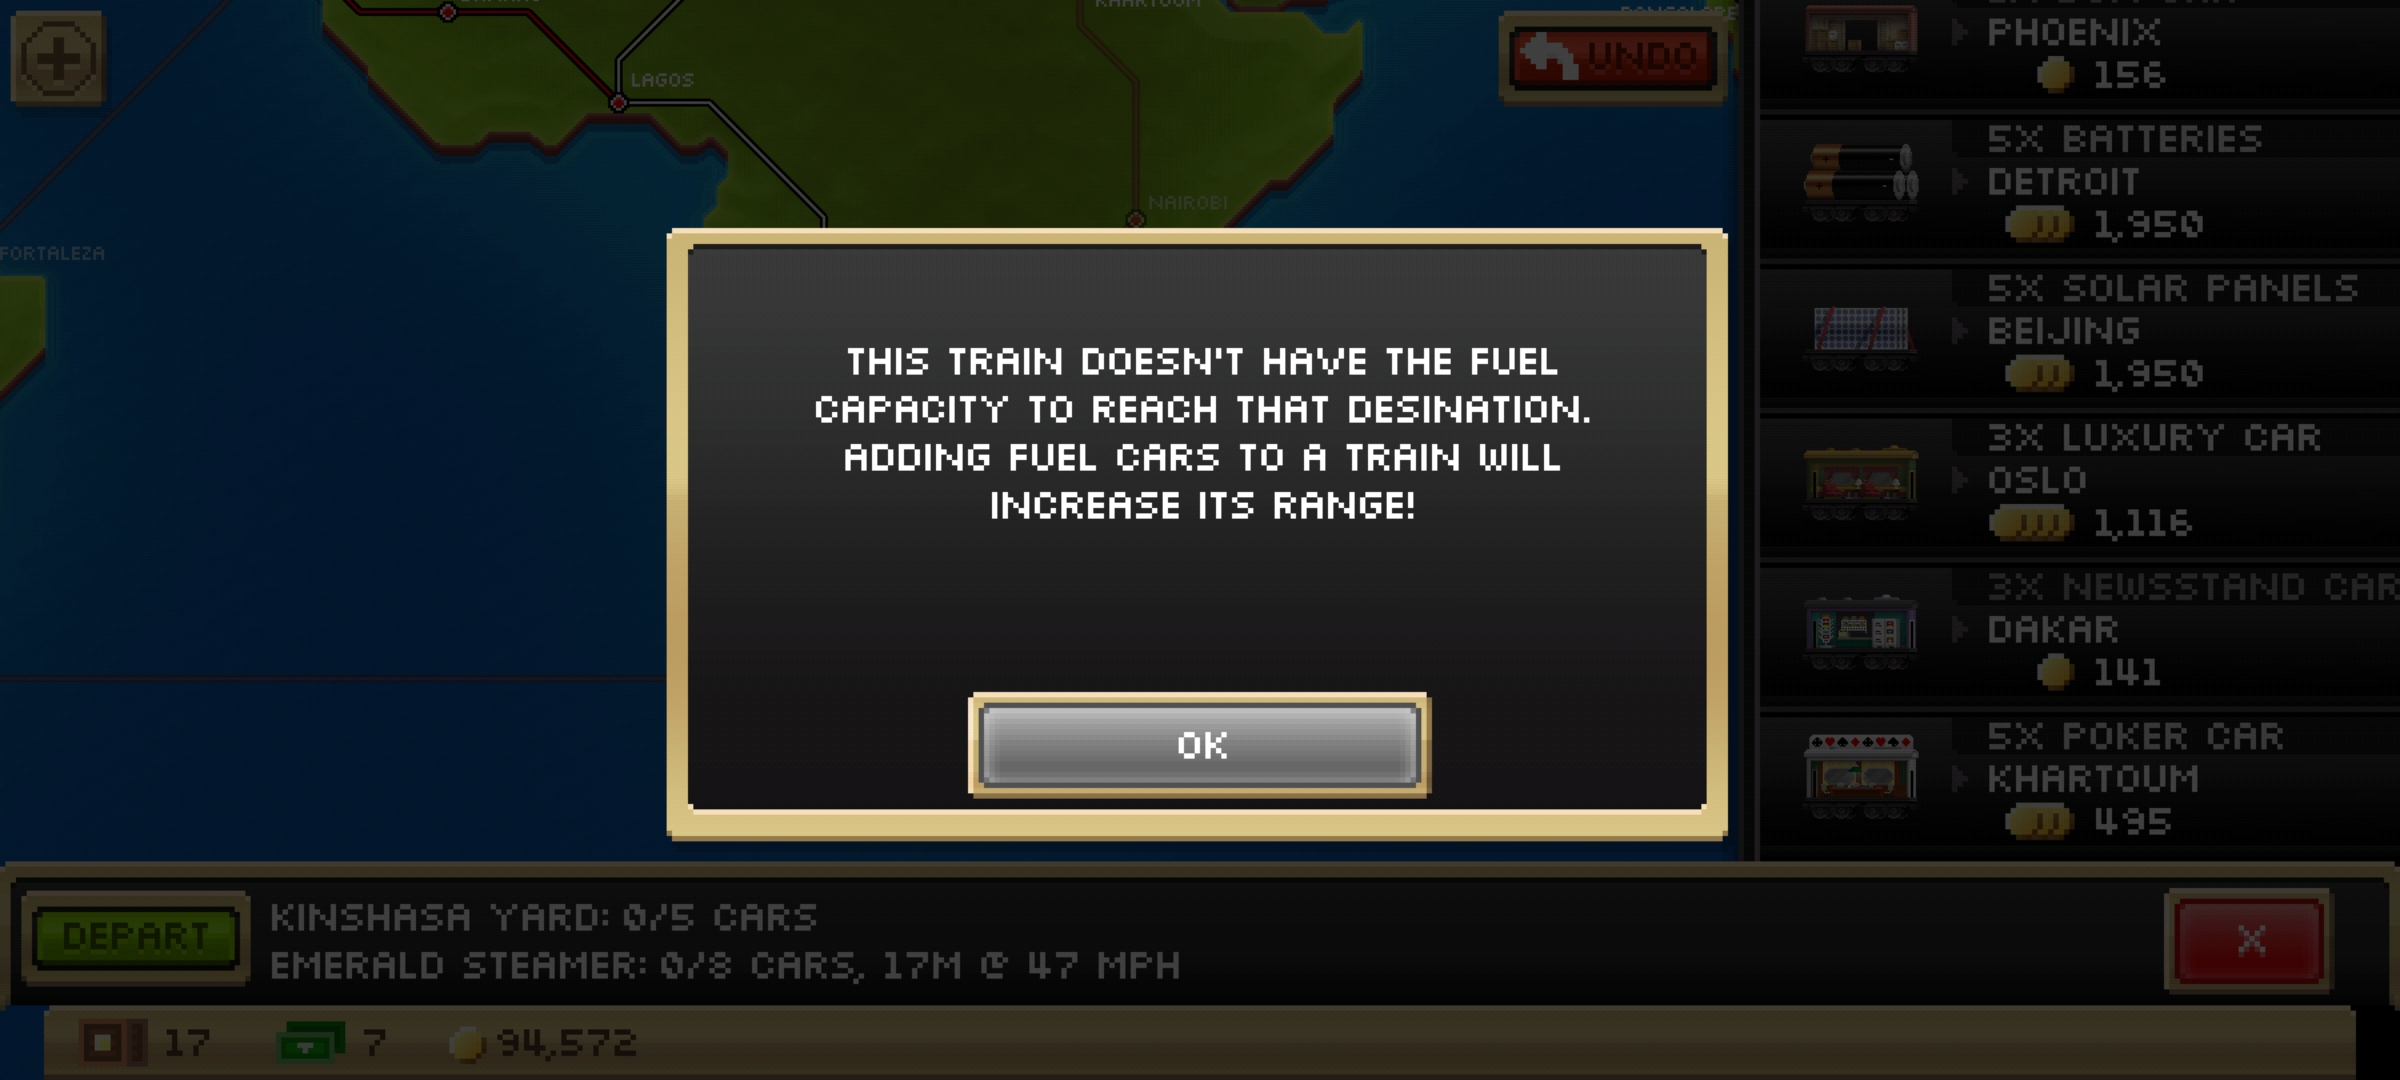 KHARTOUM
LAGOS
NAIROBI
FORTALEZA
UNDO
THIS TRAIN DOESN'T HAVE THE FUEL
CAPACITY TO REACH THAT DESINATION.
ADDING FUEL CARS TO A TRAIN WILL
INCREASE ITS RANGE!
OK
PHOENIX
156
5X BATTERIES
DETROIT
1,950
5X SOLAR PANELS
BEIJING
1,950
3X LUXURY CAR
OSLO
1,116
3X NEWSSTAND CAR
DAKAR
141
5X POKER CAR
KHARTOUM
495
DEPART
KINSHASA YARD: 0/5 CARS
EMERALD STEAMER: 0/8 CARS, 17M @ 47 MPH
X
17
7
94,572